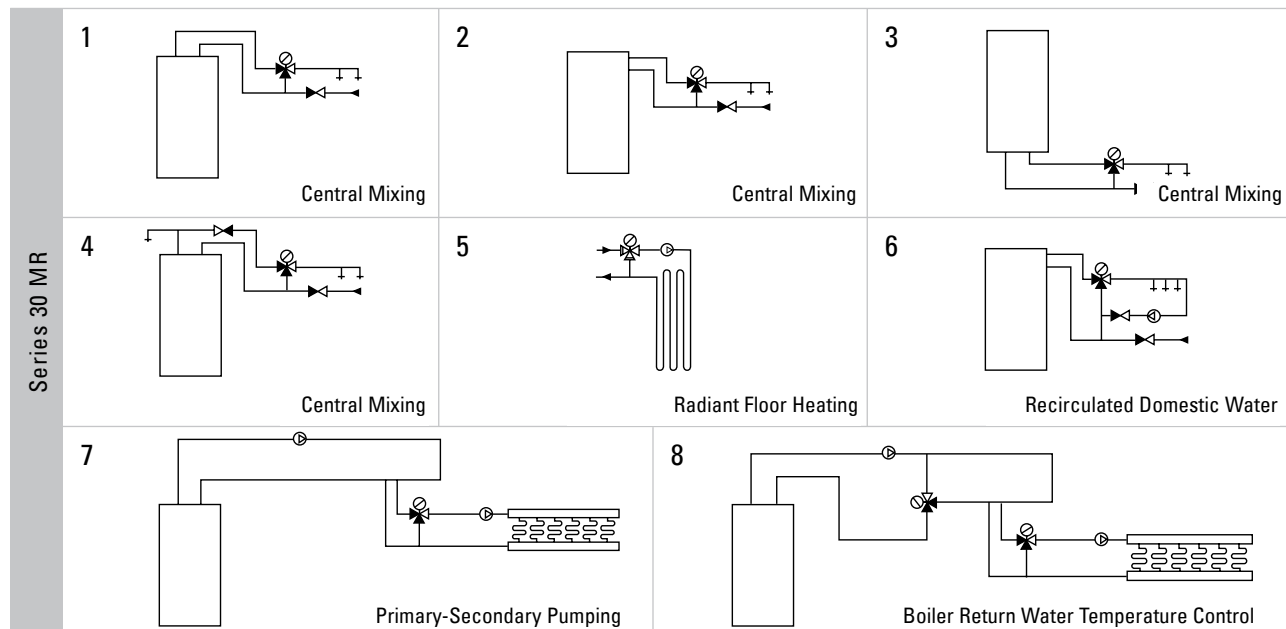 Series 30 MR
1
Central Mixing
2
Central Mixing
3
Central Mixing
4
Central Mixing
5
Radiant Floor Heating
6
Recirculated Domestic Water
7
Primary-Secondary Pumping
8
Boiler Return Water Temperature Control